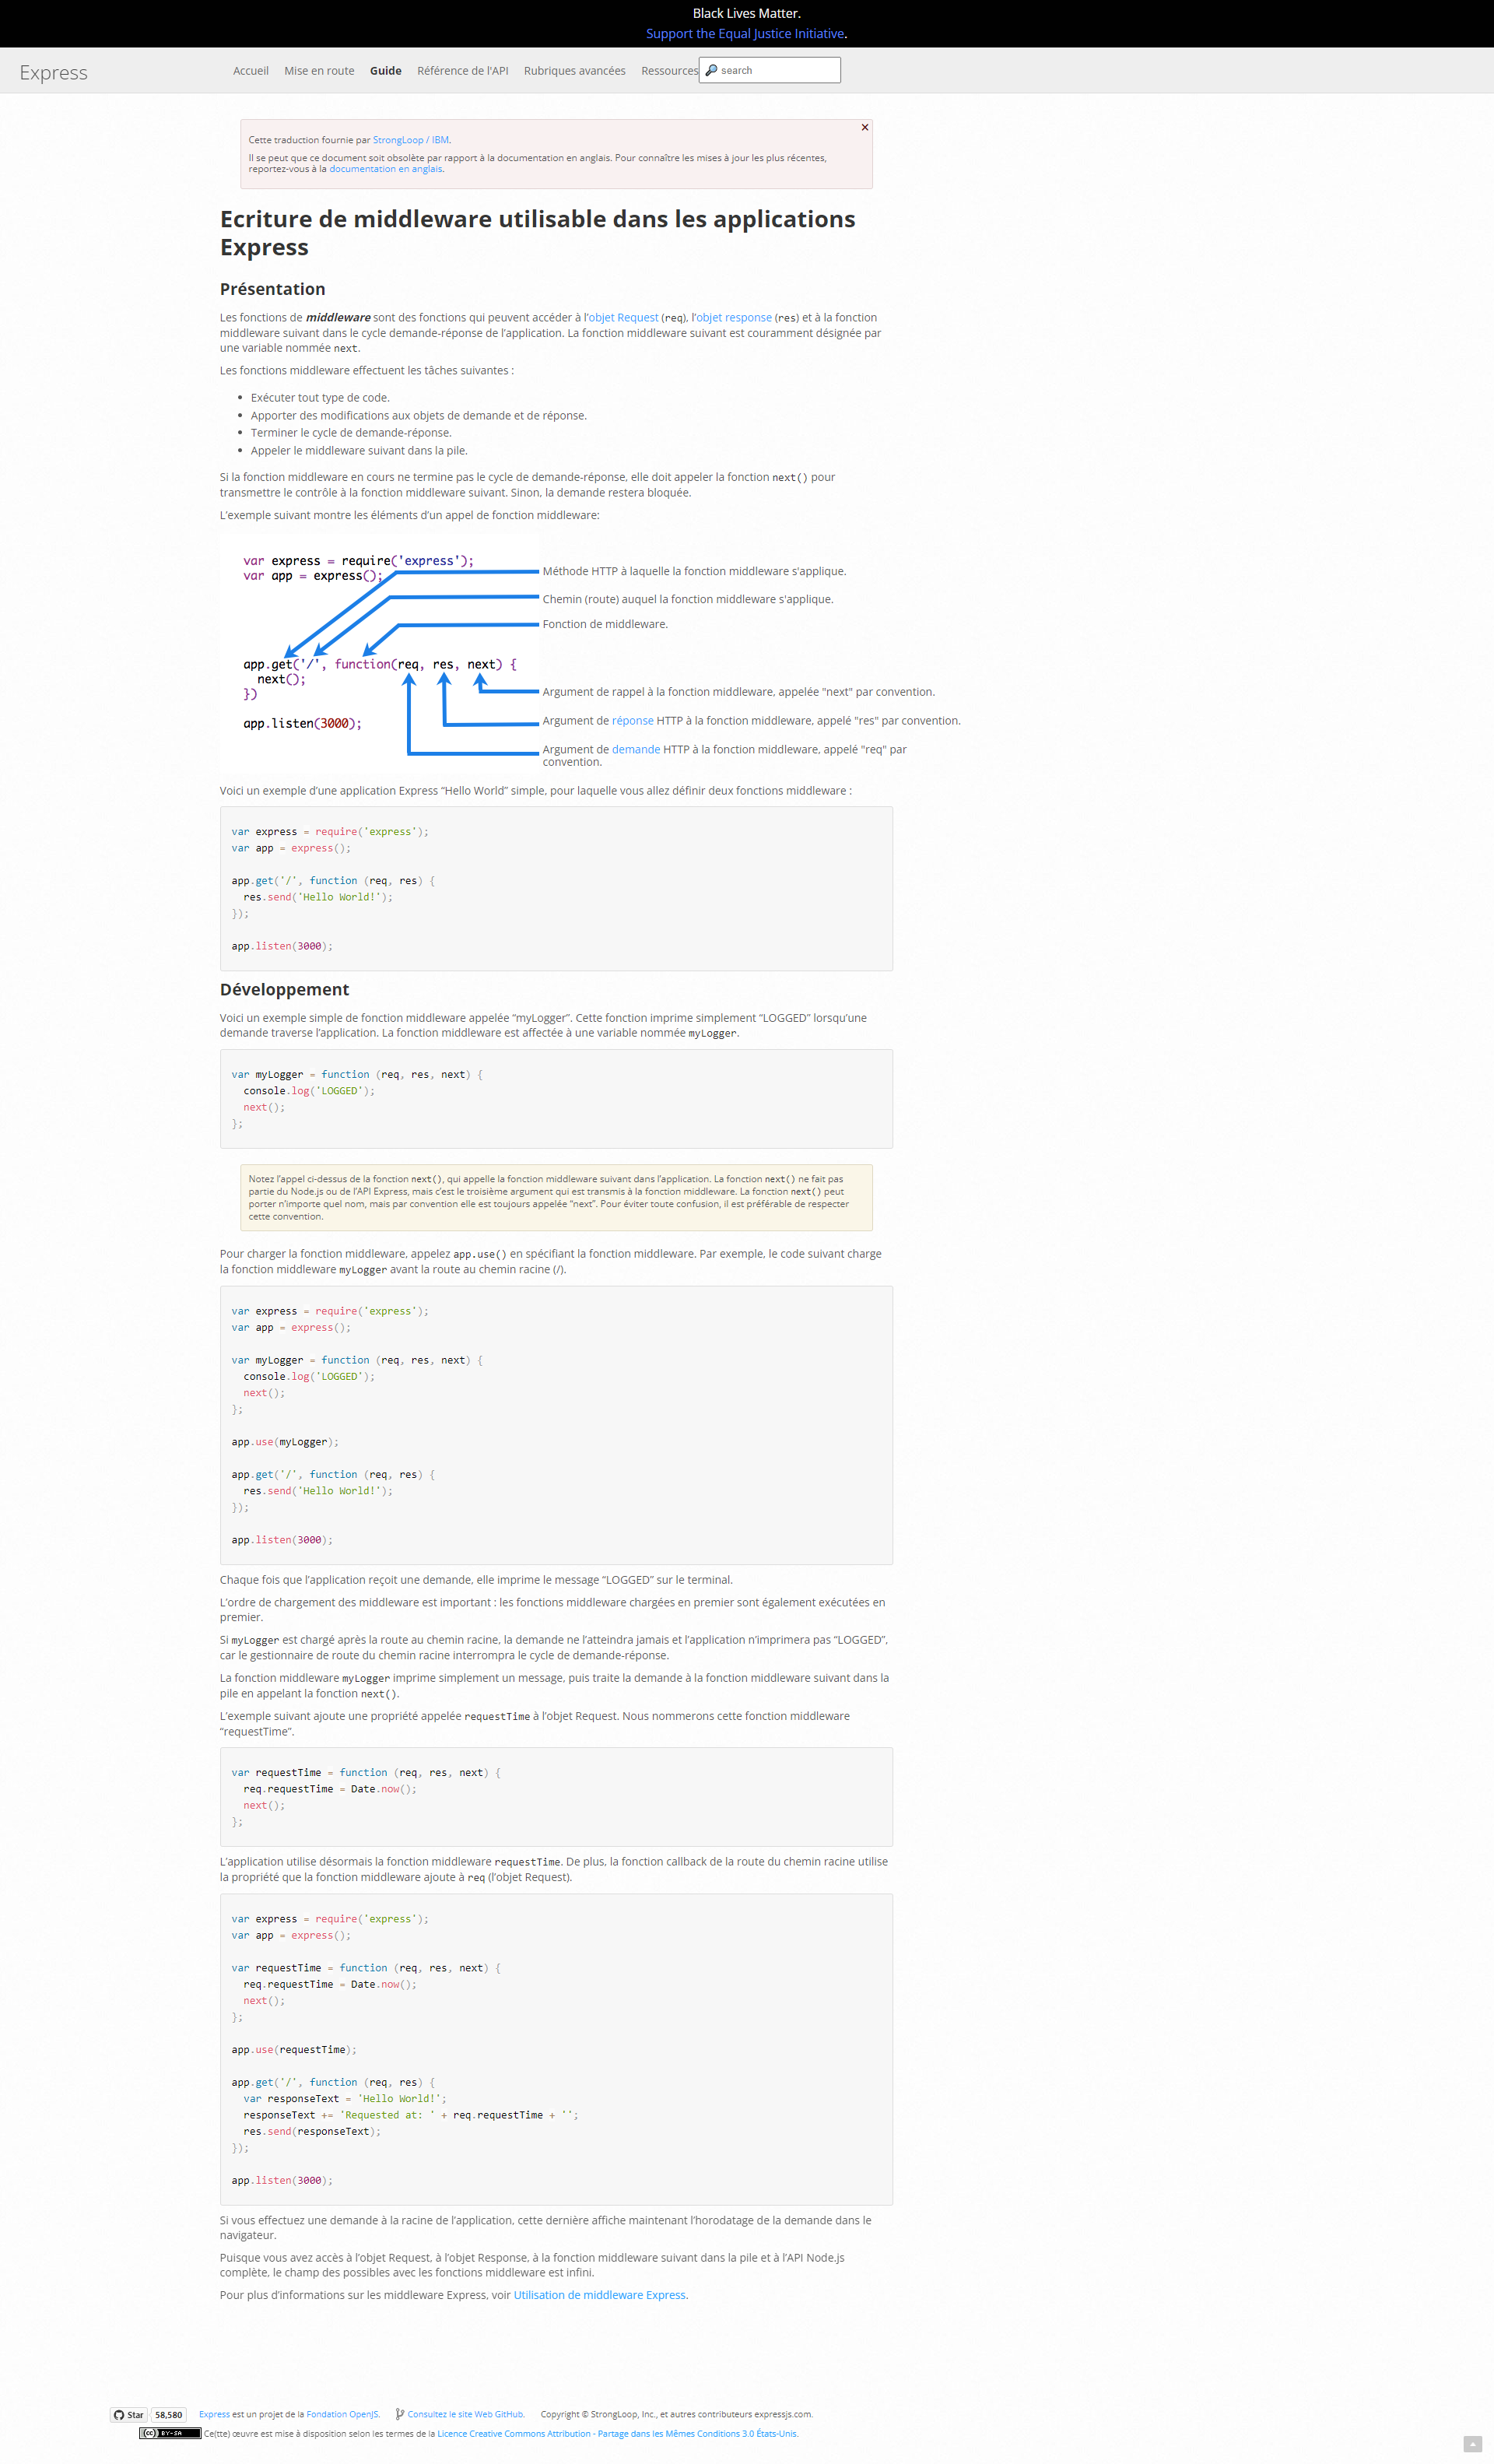 Black Lives Matter.
Support the Equal Justice Initiative.
Express
Accueil Mise en route Guide Référence de l'API Rubriques avancées Ressources search
Cette traduction fournie par StrongLoop / IBM.
Il se peut que ce document soit obsolète par rapport à la documentation en anglais. Pour connaître les mises à jour les plus récentes,
reportez-vous à la documentation en anglais.
Ecriture de middleware utilisable dans les applications
Express
Présentation
Les fonctions de middleware sont des fonctions qui peuvent accéder à l’objet Request (req), l’objet response (res) et à la fonction
middleware suivant dans le cycle demande-réponse de l’application. La fonction middleware suivant est couramment désignée par
une variable nommée next.
Les fonctions middleware effectuent les tâches suivantes :
• Exécuter tout type de code.
• Apporter des modifications aux objets de demande et de réponse.
• Terminer le cycle de demande-réponse.
• Appeler le middleware suivant dans la pile.
Si la fonction middleware en cours ne termine pas le cycle de demande-réponse, elle doit appeler la fonction next() pour
transmettre le contrôle à la fonction middleware suivant. Sinon, la demande restera bloquée.
L’exemple suivant montre les éléments d’un appel de fonction middleware:
var express = require('express');
var app = express();
Méthode HTTP à laquelle la fonction middleware s'applique.
Chemin (route) auquel la fonction middleware s'applique.
Fonction de middleware.
app.get('/', function(req, res, next) {
next();
})
app.listen(3000);
Argument de rappel à la fonction middleware, appelée "next" par convention.
Argument de réponse HTTP à la fonction middleware, appelé "res" par convention.
Argument de demande HTTP à la fonction middleware, appelé "req" par
convention.
Voici un exemple d’une application Express “Hello World” simple, pour laquelle vous allez définir deux fonctions middleware :
var express = require('express');
var app = express();
app.get('/', function (req, res) {
res.send('Hello World!');
});
app.listen(3000);
Développement
Voici un exemple simple de fonction middleware appelée “myLogger”. Cette fonction imprime simplement “LOGGED” lorsqu’une
demande traverse l’application. La fonction middleware est affectée à une variable nommée myLogger.
var myLogger = function (req, res, next) {
console.log('LOGGED');
next();
};
Notez l’appel ci-dessus de la fonction next(), qui appelle la fonction middleware suivant dans l’application. La fonction next() ne fait pas
partie du Node.js ou de l’API Express, mais c’est le troisième argument qui est transmis à la fonction middleware. La fonction next() peut
porter n’importe quel nom, mais par convention elle est toujours appelée “next”. Pour éviter toute confusion, il est préférable de respecter
cette convention.
Pour charger la fonction middleware, appelez app.use() en spécifiant la fonction middleware. Par exemple, le code suivant charge
la fonction middleware myLogger avant la route au chemin racine (/).
var express = require('express');
var app = express();
var myLogger = function (req, res, next) {
console.log('LOGGED');
next();
};
app.use(myLogger);
app.get('/', function (req, res) {
res.send('Hello World!');
});
app.listen(3000);
Chaque fois que l’application reçoit une demande, elle imprime le message “LOGGED” sur le terminal.
L’ordre de chargement des middleware est important : les fonctions middleware chargées en premier sont également exécutées en
premier.
Si myLogger est chargé après la route au chemin racine, la demande ne l’atteindra jamais et l’application n’imprimera pas “LOGGED”,
car le gestionnaire de route du chemin racine interrompra le cycle de demande-réponse.
La fonction middleware myLogger imprime simplement un message, puis traite la demande à la fonction middleware suivant dans la
pile en appelant la fonction next().
L’exemple suivant ajoute une propriété appelée requestTime à l’objet Request. Nous nommerons cette fonction middleware
“requestTime”.
var requestTime = function (req, res, next) {
req.requestTime = Date.now();
next();
};
L’application utilise désormais la fonction middleware requestTime. De plus, la fonction callback de la route du chemin racine utilise
la propriété que la fonction middleware ajoute à req (l’objet Request).
var express = require('express');
var app = express();
var requestTime = function (req, res, next) {
req.requestTime = Date.now();
next();
};
app.use(requestTime);
app.get('/', function (req, res) {
var responseText = 'Hello World!';
responseText += 'Requested at: ' + req.requestTime + '';
res.send(responseText);
});
app.listen(3000);
Si vous effectuez une demande à la racine de l’application, cette dernière affiche maintenant l’horodatage de la demande dans le
navigateur.
Puisque vous avez accès à l’objet Request, à l’objet Response, à la fonction middleware suivant dans la pile et à l’API Node.js
complète, le champ des possibles avec les fonctions middleware est infini.
Pour plus d’informations sur les middleware Express, voir Utilisation de middleware Express.
Star 58,580 Express est un projet de la Fondation OpenJS. Consultez le site Web GitHub. Copyright © StrongLoop, Inc., et autres contributeurs expressjs.com.
(cc) BY-SA Ce(tte) œuvre est mise à disposition selon les termes de la Licence Creative Commons Attribution - Partage dans les Mêmes Conditions 3.0 États-Unis.